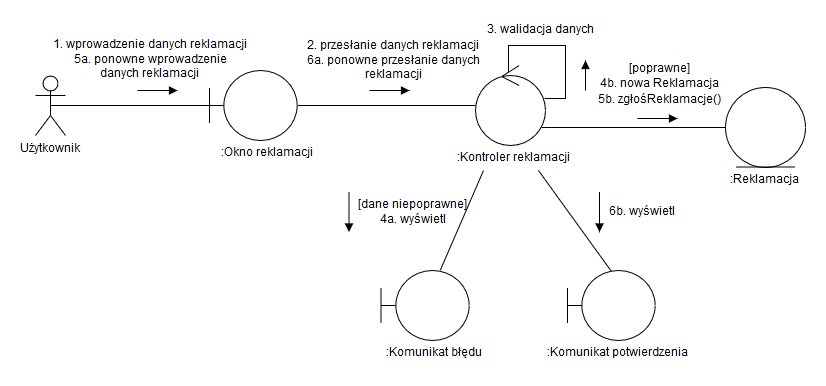 1. wprowadzenie danych reklamacji
5a. ponowne wprowadzenie
danych reklamacji
2. przesłanie danych reklamacji
6a. ponowne przesłanie danych
reklamacji
3. walidacja danych
[poprawne]
4b. nowa Reklamacja
5b. zgłośReklamacje()
Użytkownik
:Okno reklamacji
:Kontroler reklamacji
:Reklamacja
[dane niepoprawne]
4a. wyświetl
6b. wyświetl
:Komunikat błędu
:Komunikat potwierdzenia